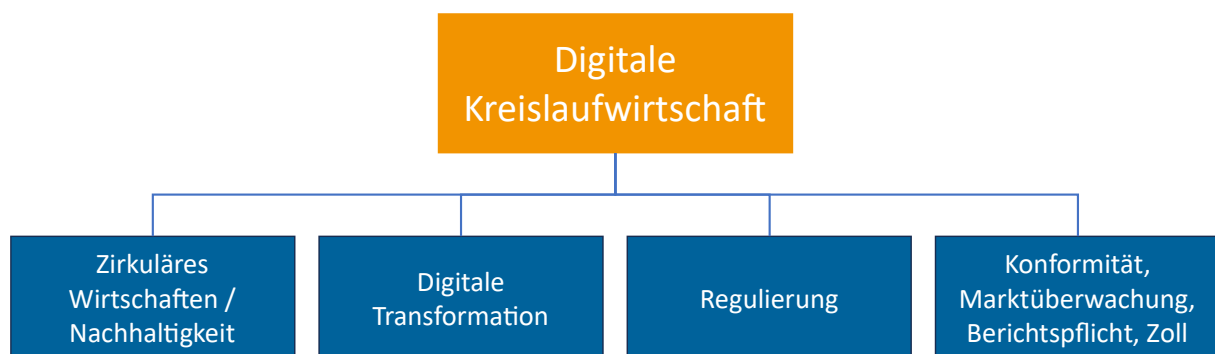 Digitale
Kreislaufwirtschaft
Zirkuläres
Wirtschaften /
Nachhaltigkeit
Digitale
Transformation
Regulierung
Konformität,
Marktüberwachung,
Berichtspflicht, Zoll